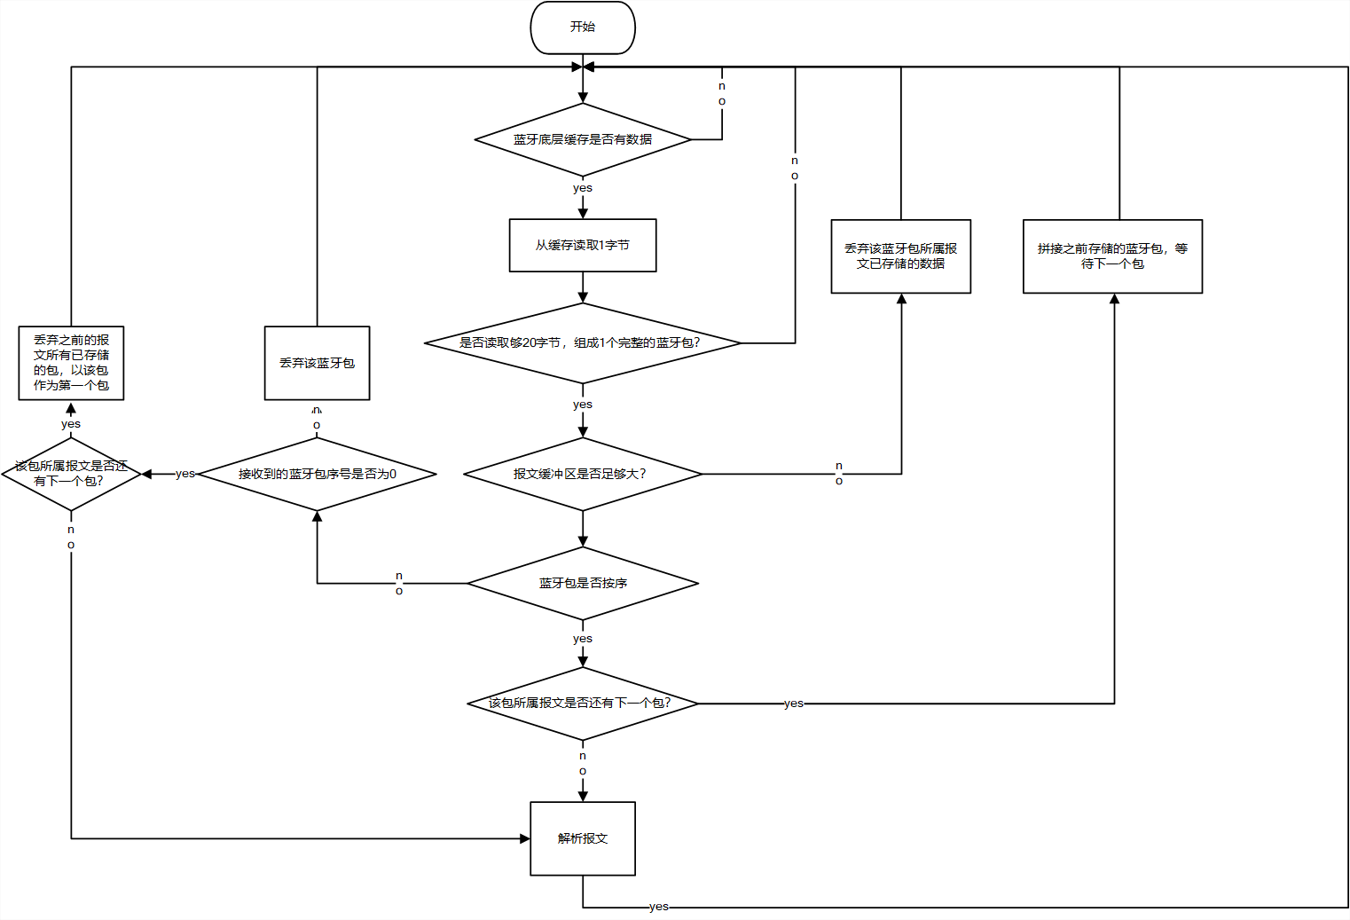 开始
n
o
蓝牙底层缓存是否有数据
n
o
yes
从缓存读取1字节
丢弃该蓝牙包所属报
文已存储的数据
拼接之前存储的蓝牙包，等
待下一个包
是否读取够20字节，组成1个完整的蓝牙包?
丢弃之前的报
文所有已存储
的包，以该包
作为第一个包
丢弃该蓝牙包
yes
n
o
yes
该包所属报文是否还
有下一个包?
yes
接收到的蓝牙包序号是否为0
报文缓冲区是否足够大?
n
o
n
o
n
o
蓝牙包是否按序
yes
该包所属报文是否还有下一个包?
yes
n
o
解析报文
yes